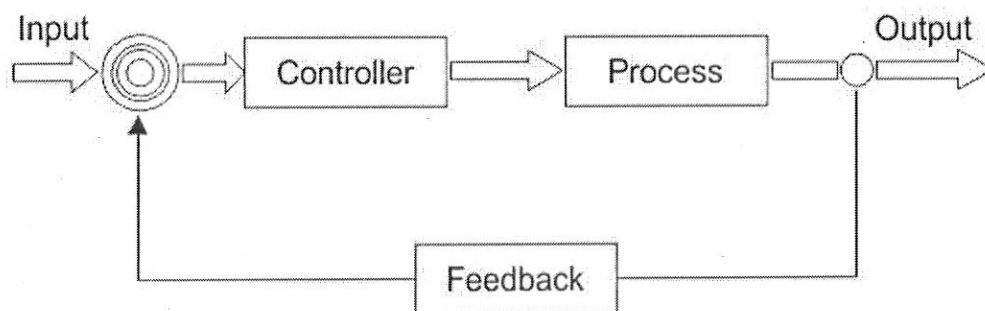 Input
Controller
Process
Output
Feedback